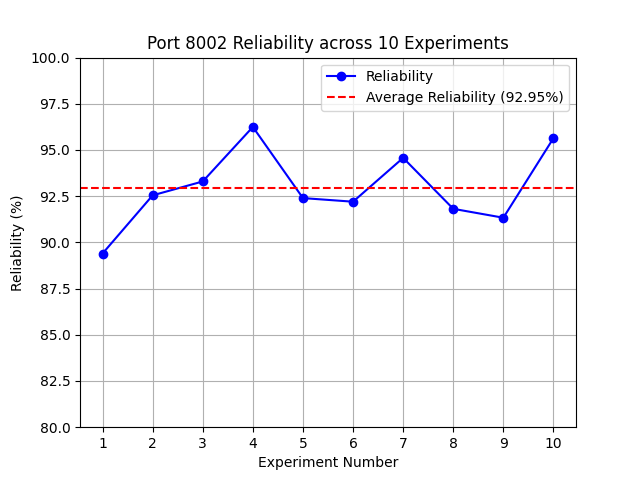 Port 8002 Reliability across 10 Experiments
Reliability
Average Reliability (92.95%)
Reliability (%)
100.0
97.5
95.0
92.5
90.0
87.5
85.0
82.5
80.0
1 2 3 4 5 6 7 8 9 10
Experiment Number